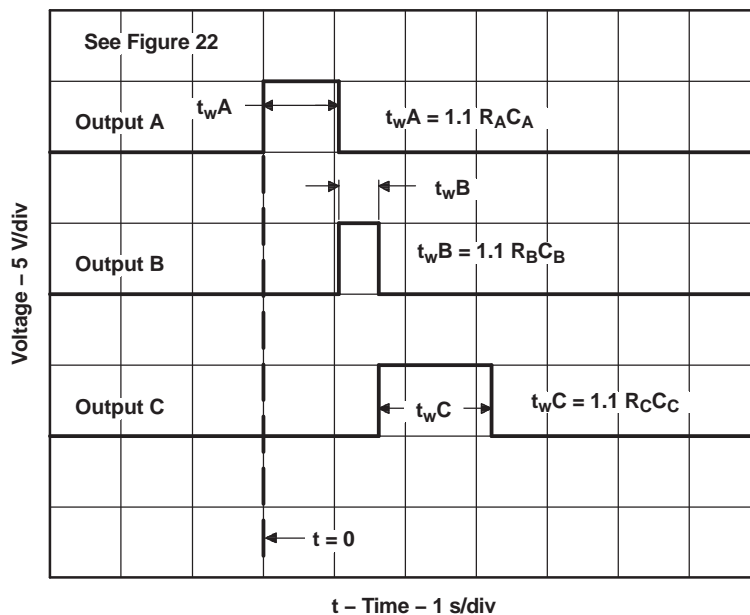 See Figure 22
twA
Output A
twA = 1.1 RACA
twB
Output B
twB = 1.1 RBCB
Output C
twC
twC = 1.1 RCCC
t = 0
Voltage – 5 V/div
t – Time – 1 s/div